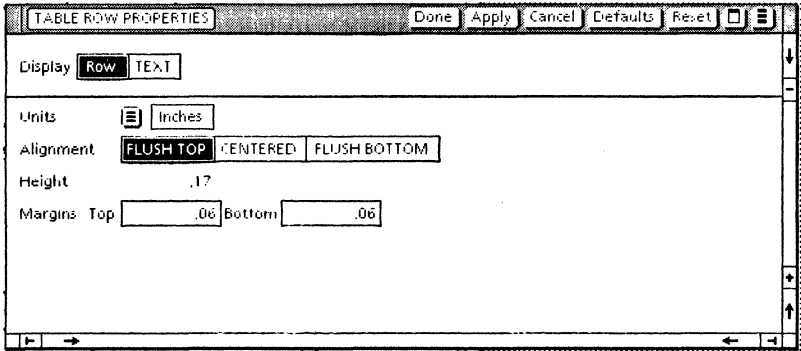 TABLE ROW PROPERTIES Done Apply Cancel Defaults Reset
Display Row TEXT
Units Inches
Alignment FLUSH TOP CENTERED FLUSH BOTTOM
Height .17
Margins Top .06 Bottom .06